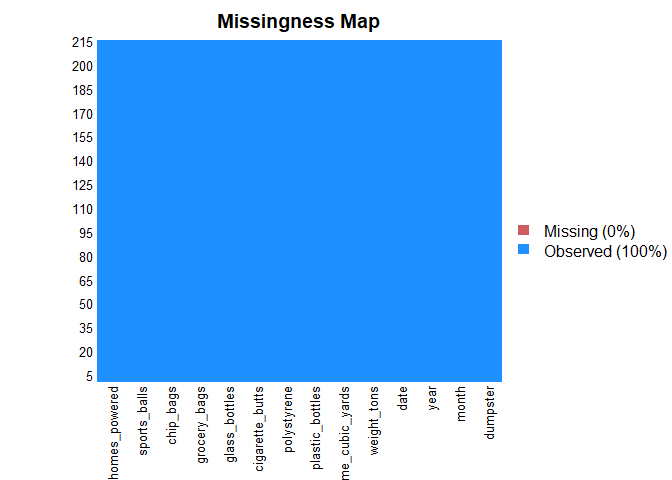 Missingness Map
215
200
185
170
155
140
125
110
95
80
65
50
35
20
5
Missing (0%)
Observed (100%)
homes_powered
sports_balls
chip_bags
grocery_bags
glass_bottles
cigarette_butts
polystyrene
plastic_bottles
me_cubic_yards
weight_tons
date
year
month
dumpster